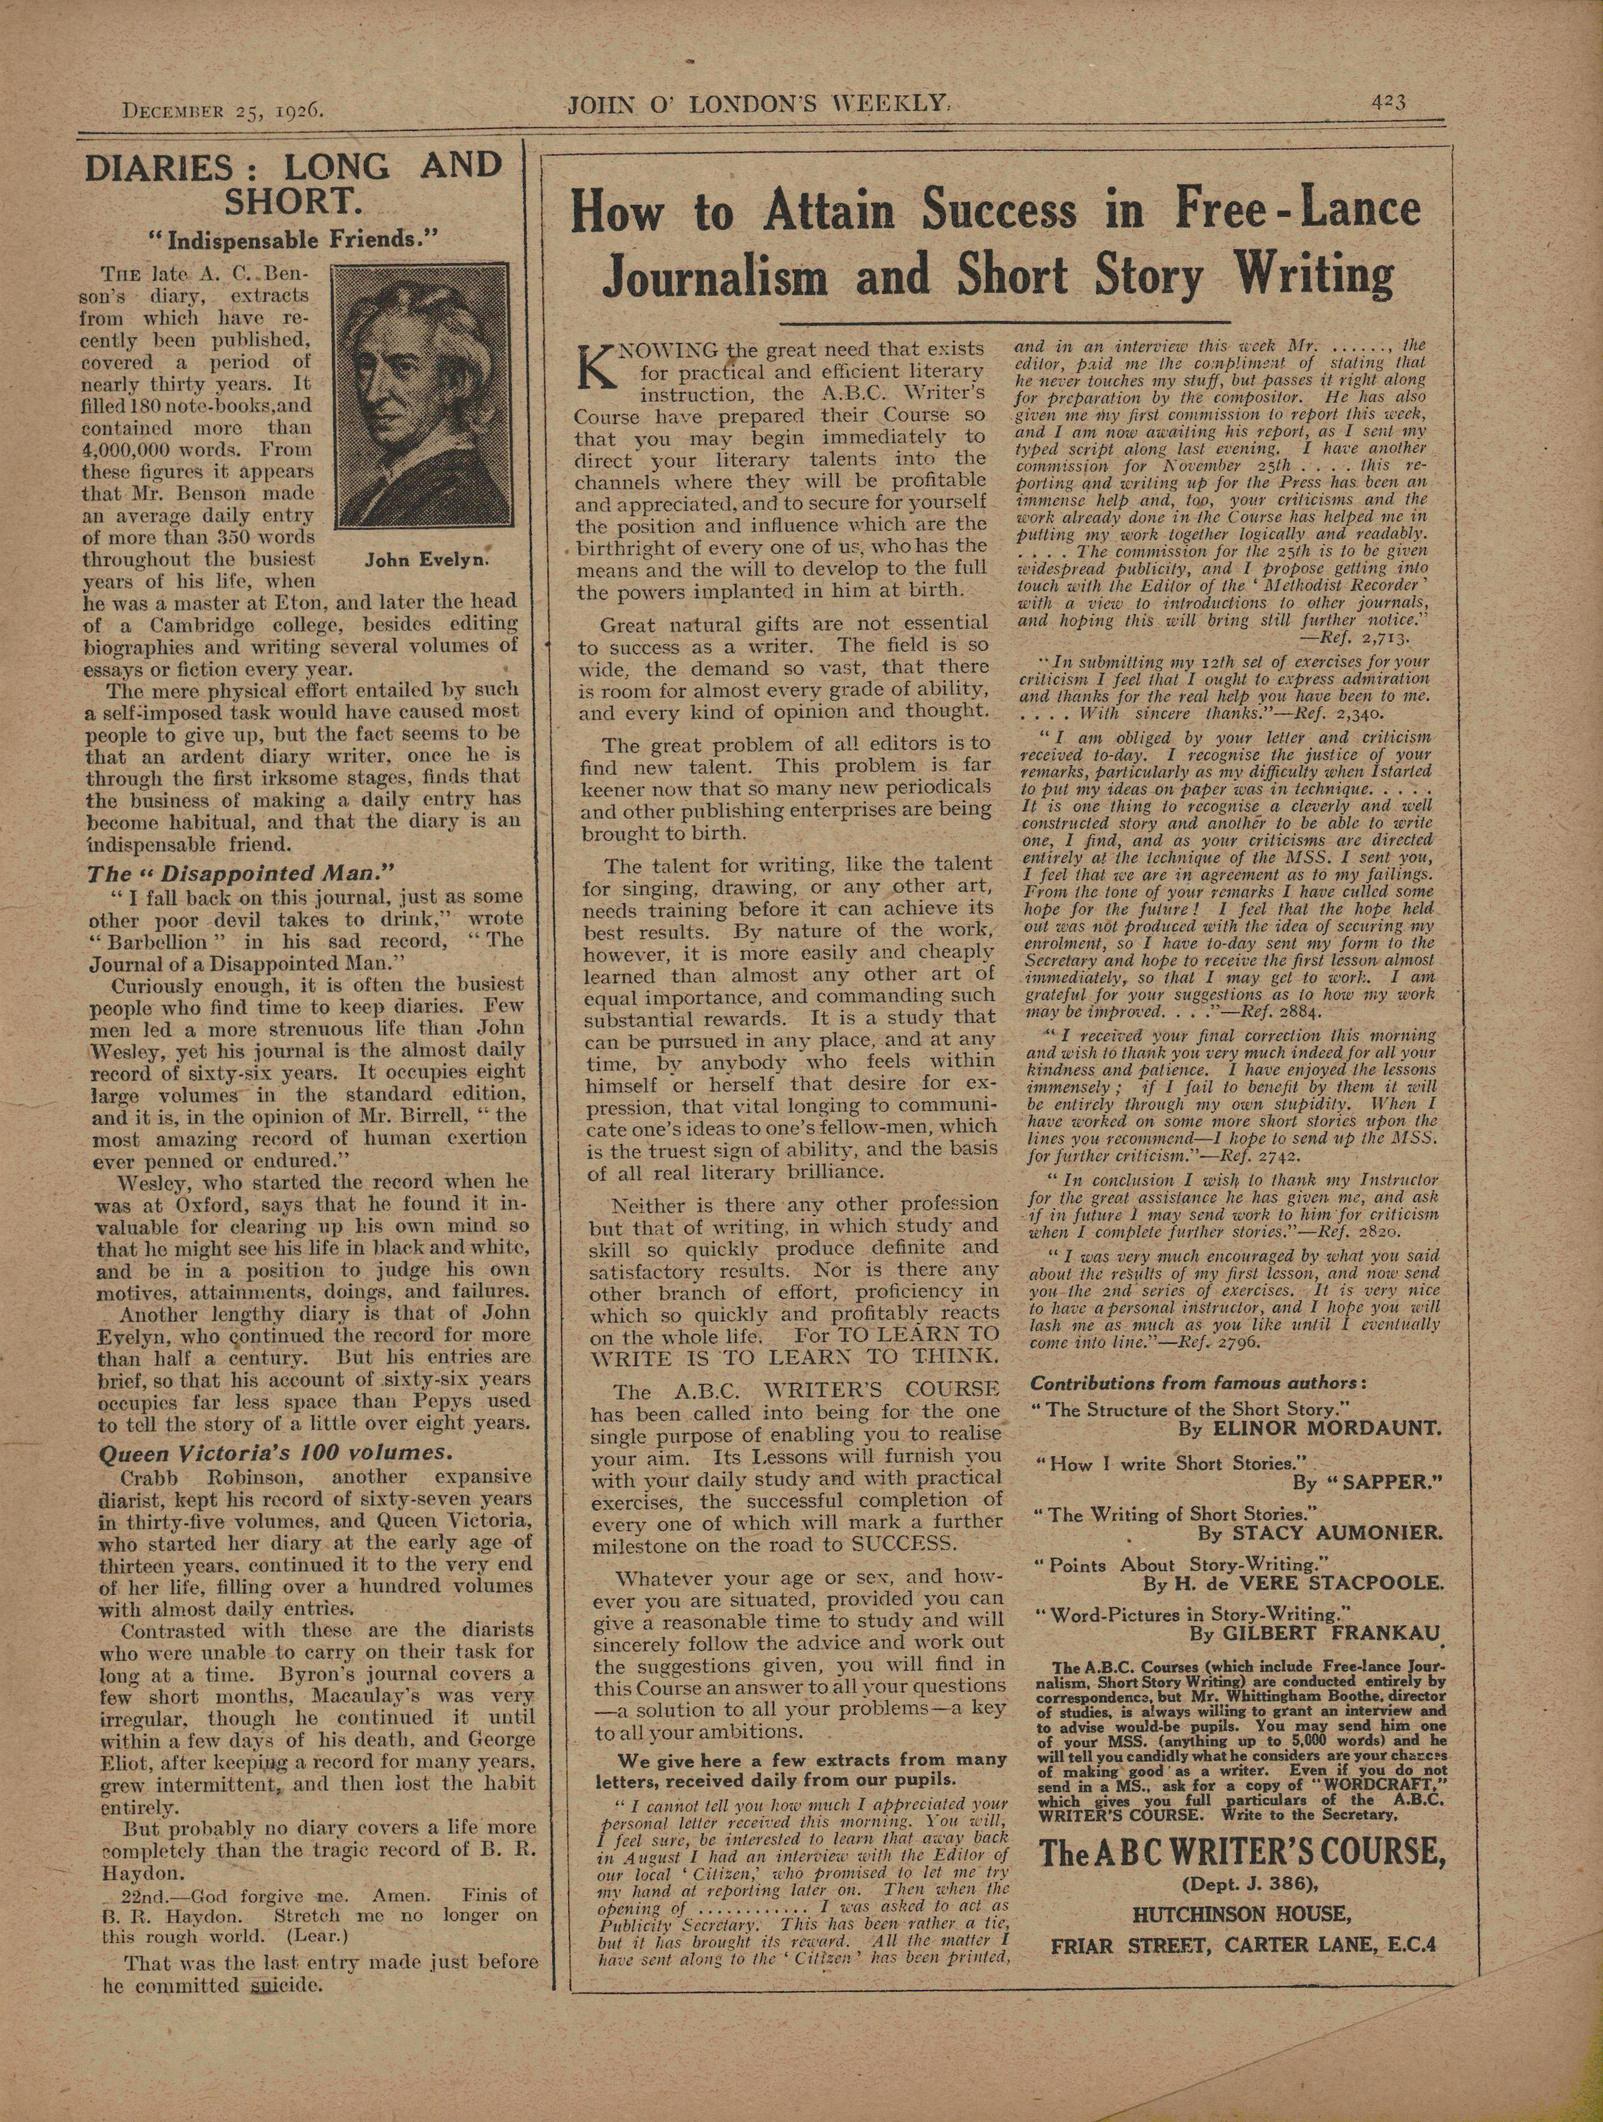 DECEMBER 25, 1926.
JOHN O' LONDON'S WEEKLY.
423
DIARIES : LONG AND
SHORT.
“Indispensable Friends.”
THE late A. C. Ben-
son's diary, extracts
from which have re-
cently been published,
covered a period of
nearly thirty years. It
filled 180 note-books, and
contained more than
4,000,000 words. From
these figures it appears
that Mr. Benson made
an average daily entry
of more than 350 words
throughout the busiest
years of his life, when
John Evelyn.
he was a master at Eton, and later the head
of a Cambridge college, besides editing
biographies and writing several volumes of
essays or fiction every year.
The mere physical effort entailed by such
a self-imposed task would have caused most
people to give up, but the fact seems to be
that an ardent diary writer, once he is
through the first irksome stages, finds that
the business of making a daily entry has
become habitual, and that the diary is an
indispensable friend.
The “ Disappointed Man.”
“ I fall back on this journal, just as some
other poor devil takes to drink,” wrote
“ Barbellion ” in his sad record, “ The
Journal of a Disappointed Man.”
Curiously enough, it is often the busiest
people who find time to keep diaries. Few
men led a more strenuous life than John
Wesley, yet his journal is the almost daily
record of sixty-six years. It occupies eight
large volumes in the standard edition,
and it is, in the opinion of Mr. Birrell, “ the
most amazing record of human exertion
ever penned or endured.”
Wesley, who started the record when he
was at Oxford, says that he found it in-
valuable for clearing up his own mind so
that he might see his life in black and white,
and be in a position to judge his own
motives, attainments, doings, and failures.
Another lengthy diary is that of John
Evelyn, who continued the record for more
than half a century. But his entries are
brief, so that his account of sixty-six years
occupies far less space than Pepys used
to tell the story of a little over eight years.
Queen Victoria's 100 volumes.
Crabb Robinson, another expansive
diarist, kept his record of sixty-seven years
in thirty-five volumes, and Queen Victoria,
who started her diary at the early age of
thirteen years, continued it to the very end
of her life, filling over a hundred volumes
with almost daily entries.
Contrasted with these are the diarists
who were unable to carry on their task for
long at a time. Byron's journal covers a
few short months, Macaulay's was very
irregular, though he continued it until
within a few days of his death, and George
Eliot, after keeping a record for many years,
grew intermittent, and then lost the habit
entirely.
But probably no diary covers a life more
completely than the tragic record of B. R.
Haydon.
22nd.—God forgive me. Amen. Finis of
B. R. Haydon. Stretch me no longer on
this rough world. (Lear.)
That was the last entry made just before
he committed suicide.
How to Attain Success in Free-Lance
Journalism and Short Story Writing
KNOWING the great need that exists
for practical and efficient literary
instruction, the A.B.C. Writer's
Course have prepared their Course so
that you may begin immediately to
direct your literary talents into the
channels where they will be profitable
and appreciated, and to secure for yourself
the position and influence which are the
birthright of every one of us, who has the
means and the will to develop to the full
the powers implanted in him at birth.
Great natural gifts are not essential
to success as a writer. The field is so
wide, the demand so vast, that there
is room for almost every grade of ability,
and every kind of opinion and thought.
The great problem of all editors is to
find new talent. This problem is far
keener now that so many new periodicals
and other publishing enterprises are being
brought to birth.
The talent for writing, like the talent
for singing, drawing, or any other art,
needs training before it can achieve its
best results. By nature of the work,
however, it is more easily and cheaply
learned than almost any other art of
equal importance, and commanding such
substantial rewards. It is a study that
can be pursued in any place, and at any
time, by anybody who feels within
himself or herself that desire for ex-
pression, that vital longing to communi-
cate one's ideas to one's fellow-men, which
is the truest sign of ability, and the basis
of all real literary brilliance.
Neither is there any other profession
but that of writing, in which study and
skill so quickly produce definite and
satisfactory results. Nor is there any
other branch of effort, proficiency in
which so quickly and profitably reacts
on the whole life. For TO LEARN TO
WRITE IS TO LEARN TO THINK.
The A.B.C. WRITER'S COURSE
has been called into being for the one
single purpose of enabling you to realise
your aim. Its Lessons will furnish you
with your daily study and with practical
exercises, the successful completion of
every one of which will mark a further
milestone on the road to SUCCESS.
Whatever your age or sex, and how-
ever you are situated, provided you can
give a reasonable time to study and will
sincerely follow the advice and work out
the suggestions given, you will find in
this Course an answer to all your questions
—a solution to all your problems—a key
to all your ambitions.
We give here a few extracts from many
letters, received daily from our pupils.
“ I cannot tell you how much I appreciated your
personal letter received this morning. You will,
I feel sure, be interested to learn that away back
in August I had an interview with the Editor of
our local ‘ Citizen,’ who promised to let me try
my hand at reporting later on. Then when the
opening of ............ I was asked to act as
Publicity Secretary. This has been rather a tie,
but it has brought its reward. All the matter I
have sent along to the ‘ Citizen ’ has been printed,
and in an interview this week Mr. ......, the
editor, paid me the compliment of stating that
he never touches my stuff, but passes it right along
for preparation by the compositor. He has also
given me my first commission to report this week,
and I am now awaiting his report, as I sent my
typed script along last evening. I have another
commission for November 25th .... this re-
porting and writing up for the Press has been an
immense help and, too, your criticisms and the
work already done in the Course has helped me in
putting my work together logically and readably.
.... The commission for the 25th is to be given
widespread publicity, and I propose getting into
touch with the Editor of the ‘ Methodist Recorder ’
with a view to introductions to other journals,
and hoping this will bring still further notice.”
—Ref. 2,713.
“In submitting my 12th set of exercises for your
criticism I feel that I ought to express admiration
and thanks for the real help you have been to me.
.... With sincere thanks.”—Ref. 2,340.
“ I am obliged by your letter and criticism
received to-day. I recognise the justice of your
remarks, particularly as my difficulty when I started
to put my ideas on paper was in technique. ....
It is one thing to recognise a cleverly and well
constructed story and another to be able to write
one, I find, and as your criticisms are directed
entirely at the technique of the MSS. I sent you,
I feel that we are in agreement as to my failings.
From the tone of your remarks I have culled some
hope for the future! I feel that the hope held
out was not produced with the idea of securing my
enrolment, so I have to-day sent my form to the
Secretary and hope to receive the first lesson almost
immediately, so that I may get to work. I am
grateful for your suggestions as to how my work
may be improved. . . .”—Ref. 2884.
“ I received your final correction this morning
and wish to thank you very much indeed for all your
kindness and patience. I have enjoyed the lessons
immensely ; if I fail to benefit by them it will
be entirely through my own stupidity. When I
have worked on some more short stories upon the
lines you recommend—I hope to send up the MSS.
for further criticism.”—Ref. 2742.
“ In conclusion I wish to thank my Instructor
for the great assistance he has given me, and ask
if in future I may send work to him for criticism
when I complete further stories.”—Ref. 2820.
“ I was very much encouraged by what you said
about the results of my first lesson, and now send
you the 2nd series of exercises. It is very nice
to have a personal instructor, and I hope you will
lash me as much as you like until I eventually
come into line.”—Ref. 2796.
Contributions from famous authors :
“ The Structure of the Short Story.”
By ELINOR MORDAUNT.
“ How I write Short Stories.”
By “ SAPPER.”
“ The Writing of Short Stories.”
By STACY AUMONIER.
“ Points About Story-Writing.”
By H. de VERE STACPOOLE.
“ Word-Pictures in Story-Writing.”
By GILBERT FRANKAU.
The A.B.C. Courses (which include Free-lance Jour-
nalism, Short Story Writing) are conducted entirely by
correspondence, but Mr. Whittingham Boothe, director
of studies, is always willing to grant an interview and
to advise would-be pupils. You may send him one
of your MSS. (anything up to 5,000 words) and he
will tell you candidly what he considers are your chances
of making good as a writer. Even if you do not
send in a MS., ask for a copy of “WORDCRAFT,”
which gives you full particulars of the A.B.C.
WRITER'S COURSE. Write to the Secretary,
The ABC WRITER'S COURSE,
(Dept. J. 386),
HUTCHINSON HOUSE,
FRIAR STREET, CARTER LANE, E.C.4